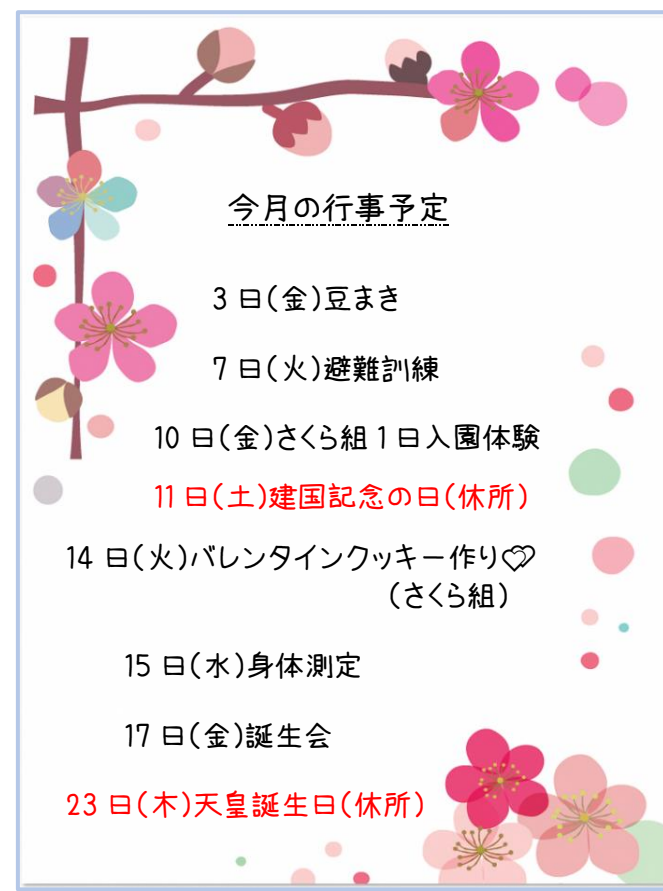 今月の行事予定
3日(金)豆まき
7日(火)避難訓練
10日(金)さくら組1日入園体験
11日(土)建国記念の日(休所)
14日(火)バレンタインクッキー作り♡
(さくら組)
15日(水)身体測定
17日(金)誕生会
23日(木)天皇誕生日(休所)